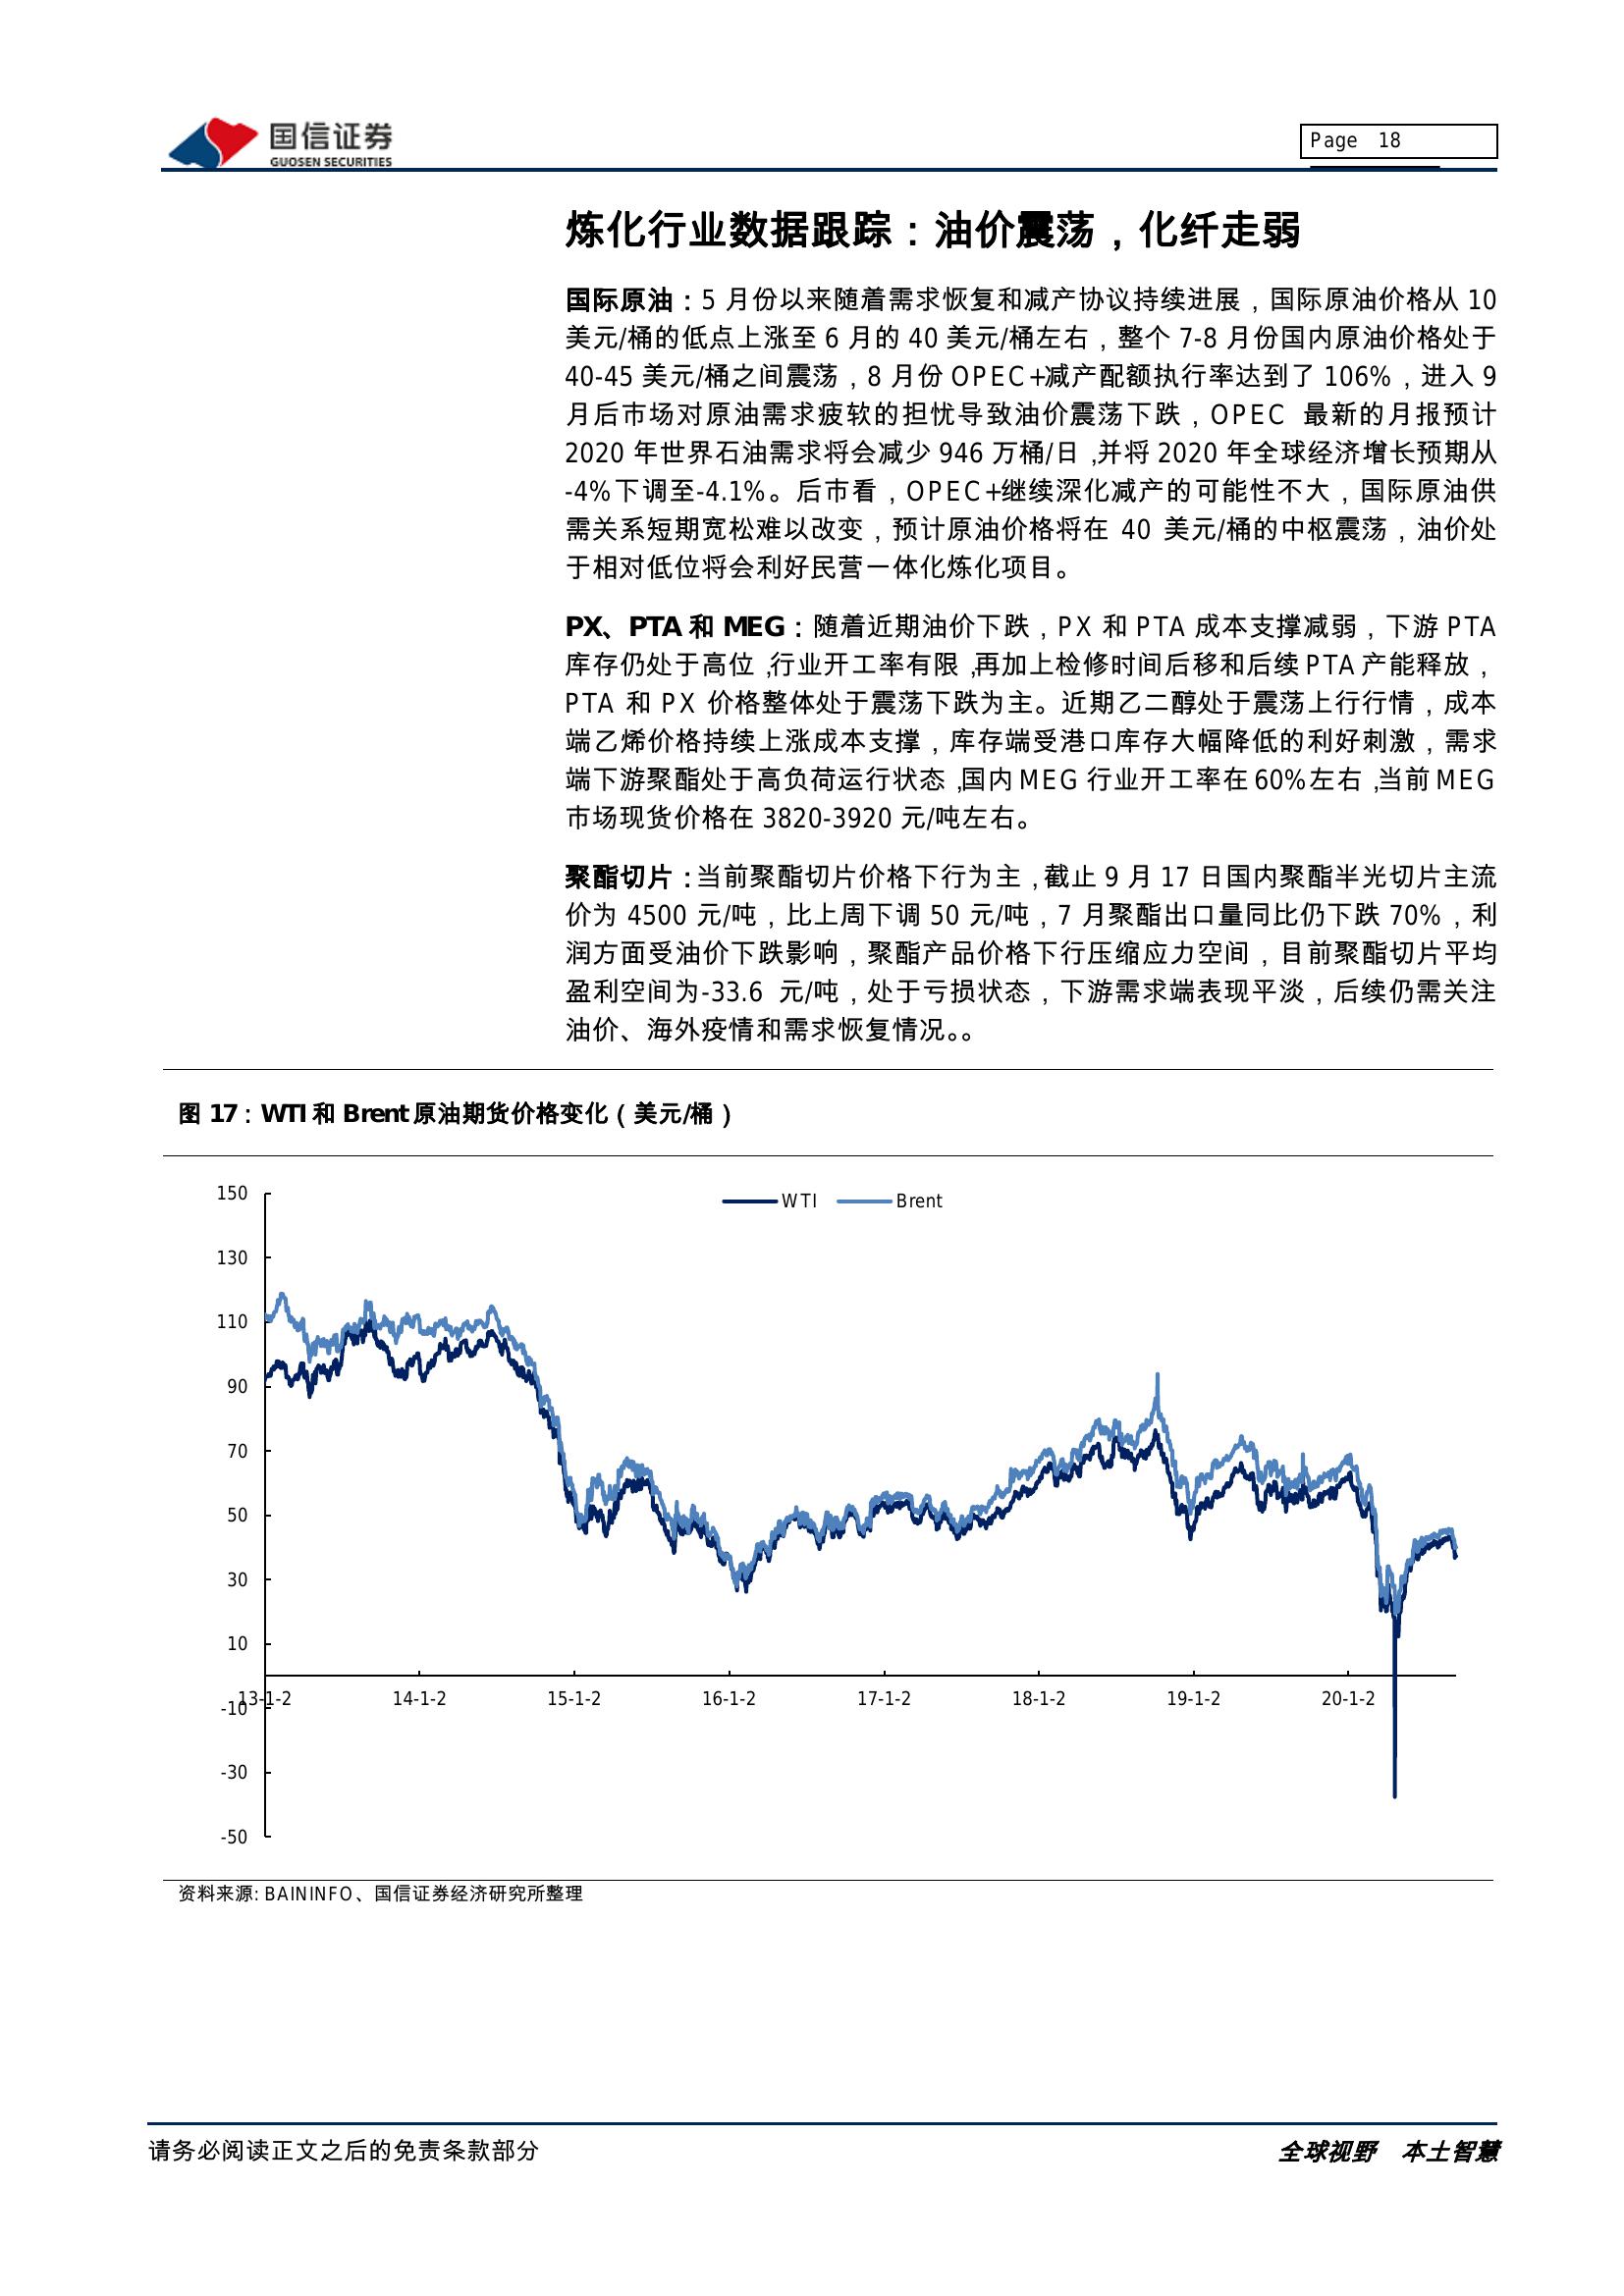 国信证券
GUOSEN SECURITIES
Page 18
炼化行业数据跟踪：油价震荡，化纤走弱
国际原油：5 月份以来随着需求恢复和减产协议持续进展，国际原油价格从 10
美元/桶的低点上涨至 6 月的 40 美元/桶左右，整个 7-8 月份国内原油价格处于
40-45 美元/桶之间震荡，8 月份 OPEC+减产配额执行率达到了 106%，进入 9
月后市场对原油需求疲软的担忧导致油价震荡下跌，OPEC 最新的月报预计
2020 年世界石油需求将会减少 946 万桶/日，并将 2020 年全球经济增长预期从
-4%下调至-4.1%。后市看，OPEC+继续深化减产的可能性不大，国际原油供
需关系短期宽松难以改变，预计原油价格将在 40 美元/桶的中枢震荡，油价处
于相对低位将会利好民营一体化炼化项目。
PX、PTA 和 MEG：随着近期油价下跌，PX 和 PTA 成本支撑减弱，下游 PTA
库存仍处于高位，行业开工率有限，再加上检修时间后移和后续 PTA 产能释放，
PTA 和 PX 价格整体处于震荡下跌为主。近期乙二醇处于震荡上行行情，成本
端乙烯价格持续上涨成本支撑，库存端受港口库存大幅降低的利好刺激，需求
端下游聚酯处于高负荷运行状态，国内 MEG 行业开工率在 60%左右，当前 MEG
市场现货价格在 3820-3920 元/吨左右。
聚酯切片：当前聚酯切片价格下行为主，截止 9 月 17 日国内聚酯半光切片主流
价为 4500 元/吨，比上周下调 50 元/吨，7 月聚酯出口量同比仍下跌 70%，利
润方面受油价下跌影响，聚酯产品价格下行压缩应力空间，目前聚酯切片平均
盈利空间为-33.6 元/吨，处于亏损状态，下游需求端表现平淡，后续仍需关注
油价、海外疫情和需求恢复情况。。
图 17：WTI 和 Brent 原油期货价格变化（美元/桶）
WTI Brent
150
130
110
90
70
50
30
10
-10
-30
-50
13-1-2 14-1-2 15-1-2 16-1-2 17-1-2 18-1-2 19-1-2 20-1-2
资料来源: BAININFO、国信证券经济研究所整理
请务必阅读正文之后的免责条款部分
全球视野 本土智慧